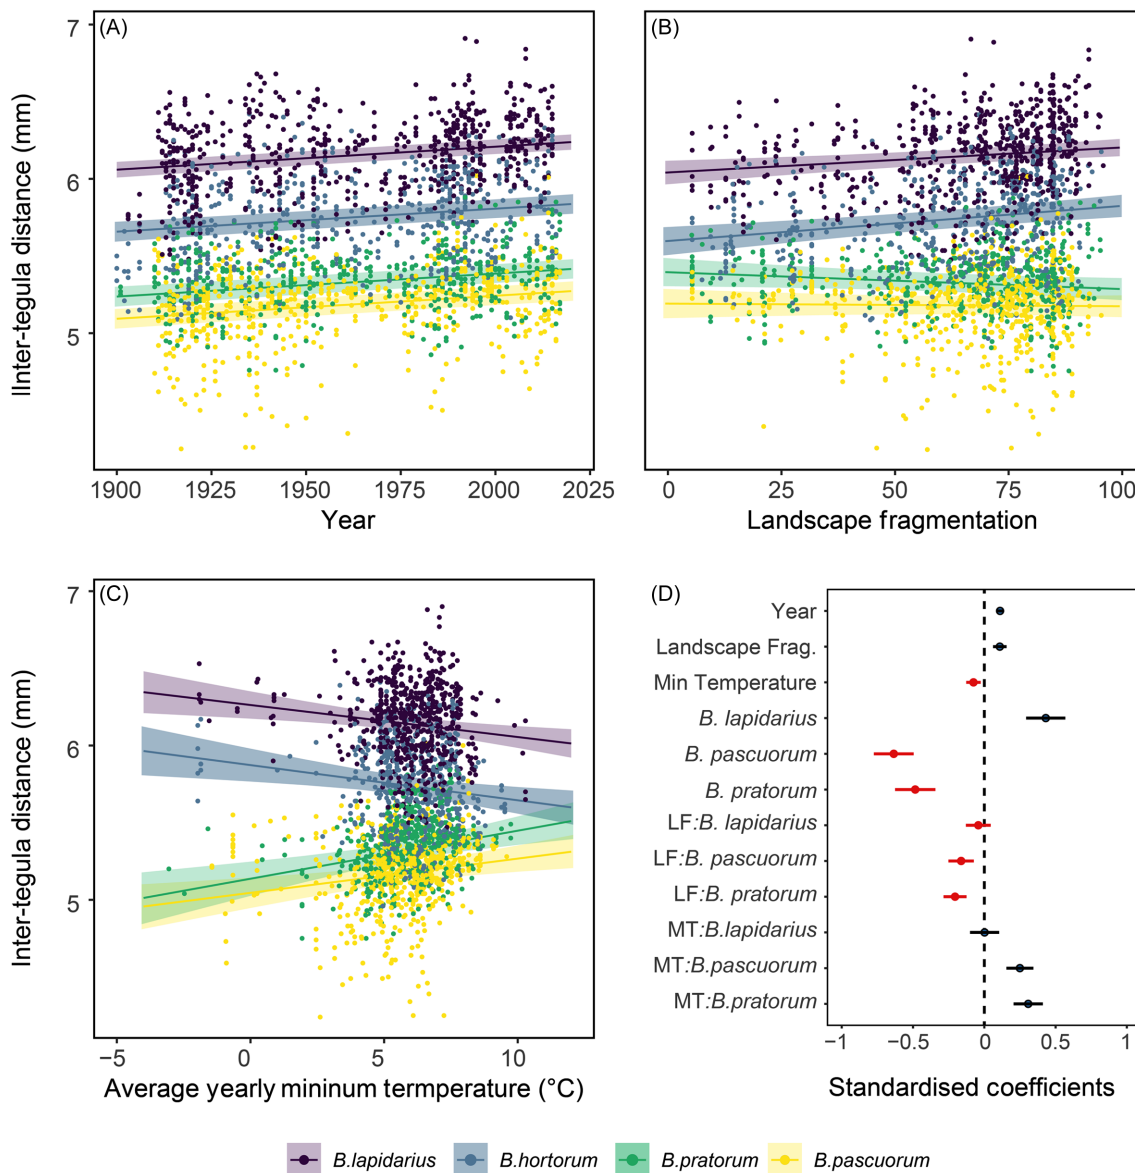 (A)
7
6
5
IInter-tegula distance (mm)
1900 1925 1950 1975 2000 2025
Year
(B)
0 25 50 75 100
Landscape fragmentation
(C)
7
6
5
Inter-tegula distance (mm)
−5 0 5 10
Average yearly mininum termperature (°C)
(D)
Year
Landscape Frag.
Min Temperature
B. lapidarius
B. pascuorum
B. pratorum
LF:B. lapidarius
LF:B. pascuorum
LF:B. pratorum
MT:B.lapidarius
MT:B.pascuorum
MT:B.pratorum
−1 −0.5 0 0.5 1
Standardised coefficients
B.lapidarius B.hortorum B.pratorum B.pascuorum